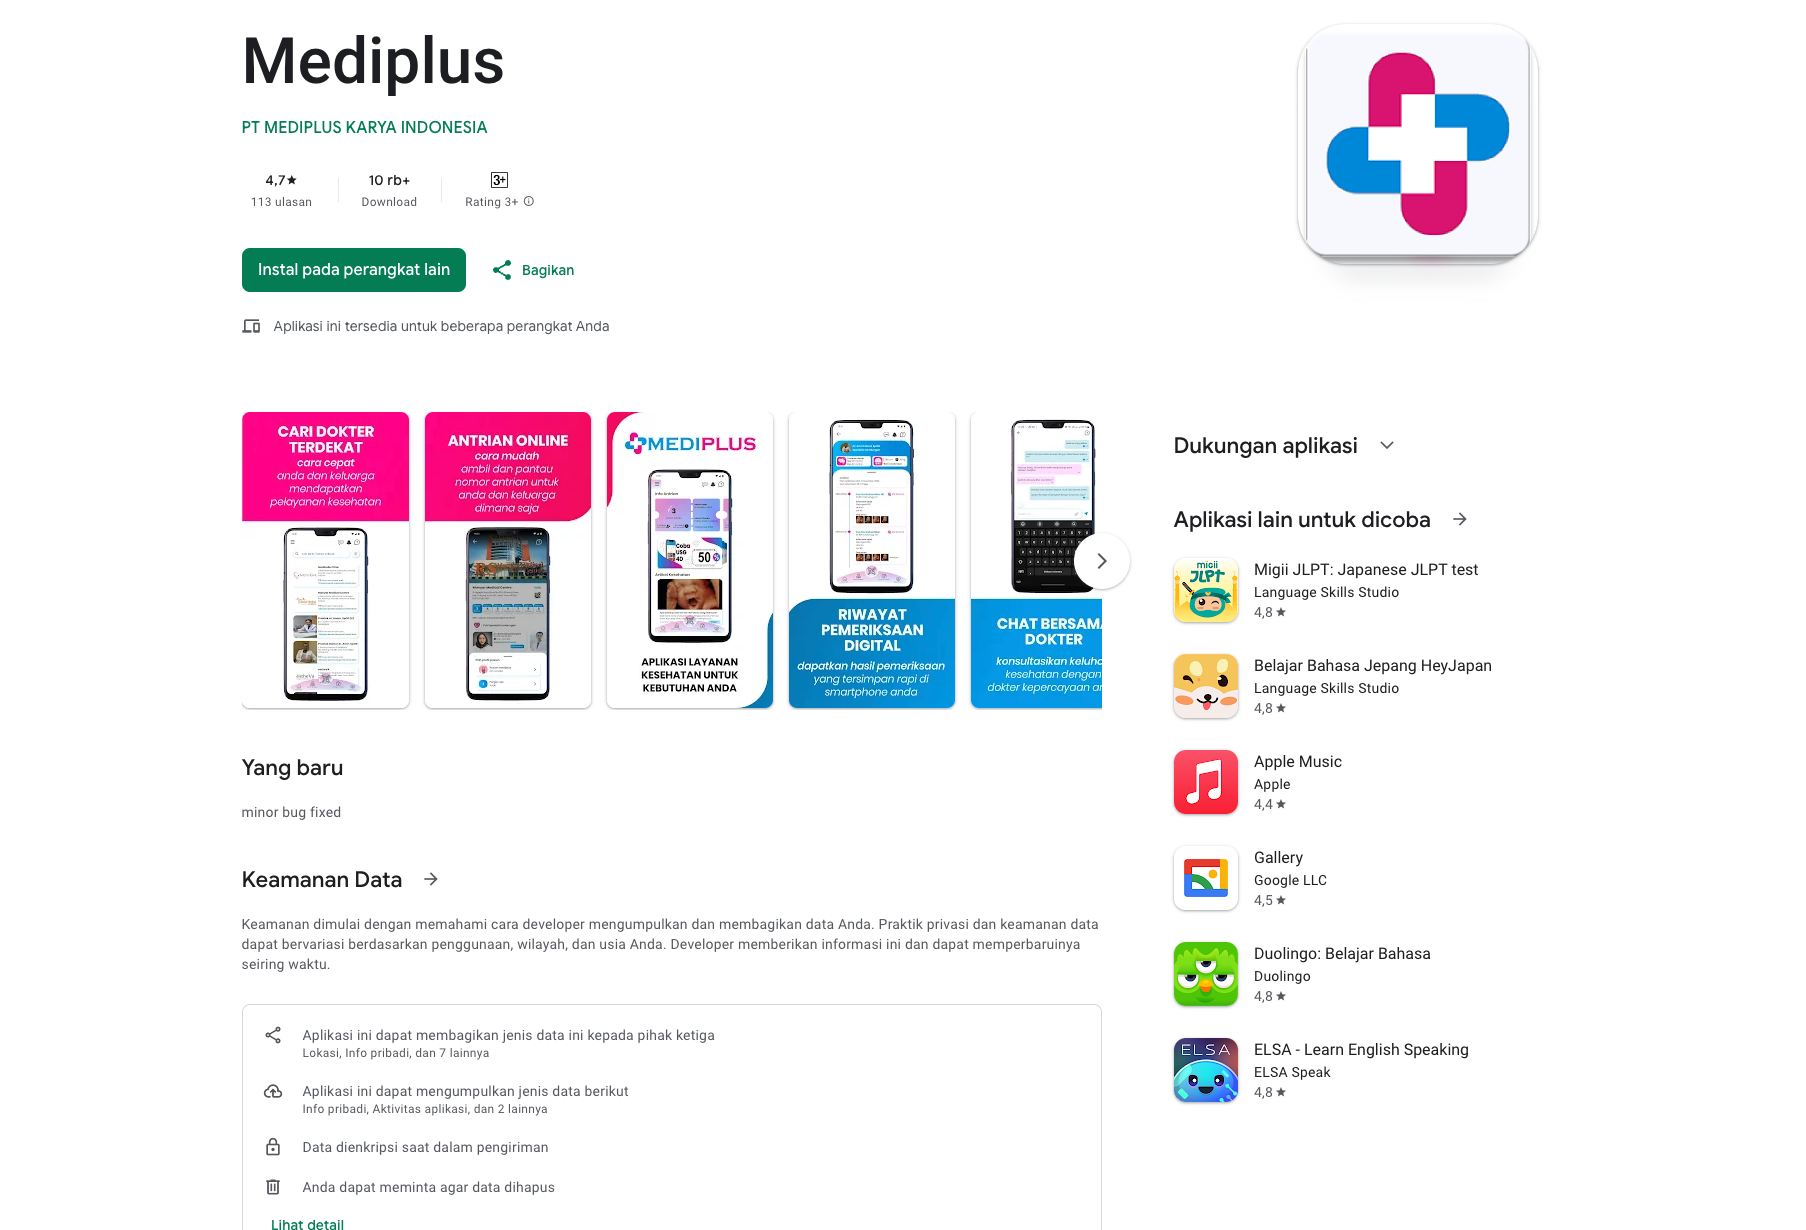 Mediplus
PT MEDIPLUS KARYA INDONESIA
4,7★
113 ulasan
10 rb+
Download
3+
Rating 3+
Instal pada perangkat lain
Bagikan
Aplikasi ini tersedia untuk beberapa perangkat Anda
CARI DOKTER
TERDEKAT
cara cepat
anda dan keluarga
mendapatkan
pelayanan kesehatan
ANTRIAN ONLINE
cara mudah
ambil dan pantau
nomor antrian untuk
anda dan keluarga
dimana saja
MEDIPLUS
Info Antrian
3
Coba
USG
4D
50
APLIKASI LAYANAN
KESEHATAN UNTUK
KEBUTUHAN ANDA
RIWAYAT
PEMERIKSAAN
DIGITAL
dapatkan hasil pemeriksaan
yang tersimpan rapi di
smartphone anda
CHAT BERSAMA
DOKTER
konsultasikan keluh
kesehatan dengan
dokter kepercayaan a
Yang baru
minor bug fixed
Keamanan Data
Keamanan dimulai dengan memahami cara developer mengumpulkan dan membagikan data Anda. Praktik privasi dan keamanan data
dapat bervariasi berdasarkan penggunaan, wilayah, dan usia Anda. Developer memberikan informasi ini dan dapat memperbaruinya
seiring waktu.
Aplikasi ini dapat membagikan jenis data ini kepada pihak ketiga
Lokasi, Info pribadi, dan 7 lainnya
Aplikasi ini dapat mengumpulkan jenis data berikut
Info pribadi, Aktivitas aplikasi, dan 2 lainnya
Data dienkripsi saat dalam pengiriman
Anda dapat meminta agar data dihapus
Lihat detail
Dukungan aplikasi
Aplikasi lain untuk dicoba
migii
JLPT
Migii JLPT: Japanese JLPT test
Language Skills Studio
4,8★
Belajar Bahasa Jepang HeyJapan
Language Skills Studio
4,8★
Apple Music
Apple
4,4★
Gallery
Google LLC
4,5★
Duolingo: Belajar Bahasa
Duolingo
4,8★
ELSA
ELSA - Learn English Speaking
ELSA Speak
4,8★